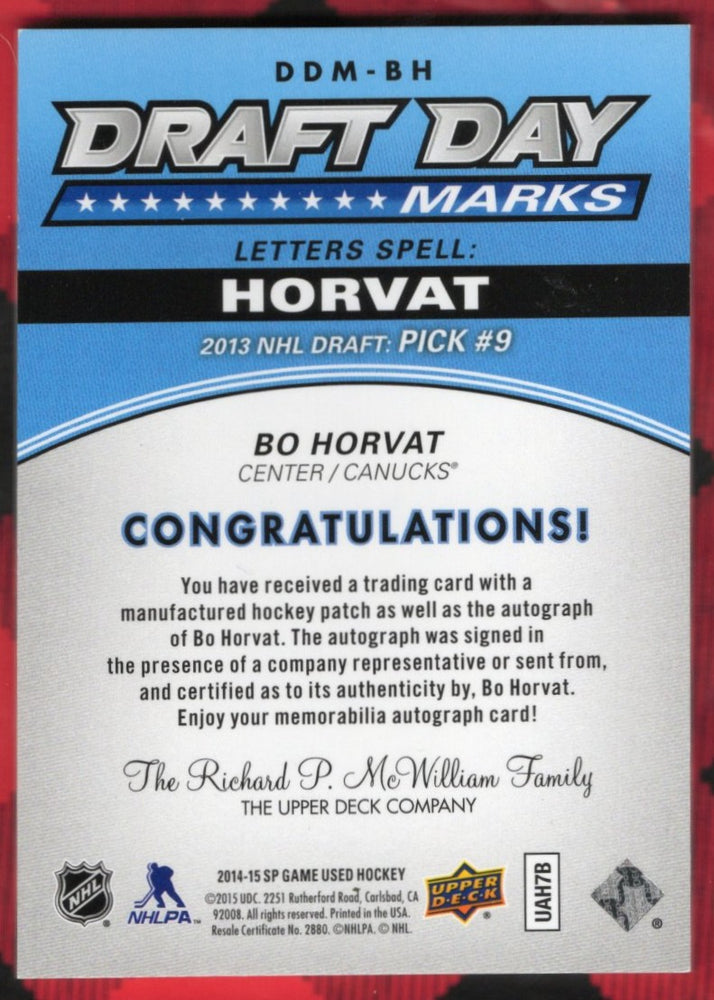 DDM-BH
DRAFT DAY
MARKS
LETTERS SPELL:
HORVAT
2013 NHL DRAFT: PICK #9
BO HORVAT
CENTER / CANUCKS®
CONGRATULATIONS!
You have received a trading card with a
manufactured hockey patch as well as the autograph
of Bo Horvat. The autograph was signed in
the presence of a company representative or sent from,
and certified as to its authenticity by, Bo Horvat.
Enjoy your memorabilia autograph card!
The Richard P. McWilliam Family
THE UPPER DECK COMPANY
NHL ®
NHLPA™
2014-15 SP GAME USED HOCKEY
©2015 UDC. 2251 Rutherford Road, Carlsbad, CA
92008. All rights reserved. Printed in the USA.
Resale Certificate No. 2880. ©NHLPA. © NHL.
UPPER
D·E·C·K ®
UAH7B
®